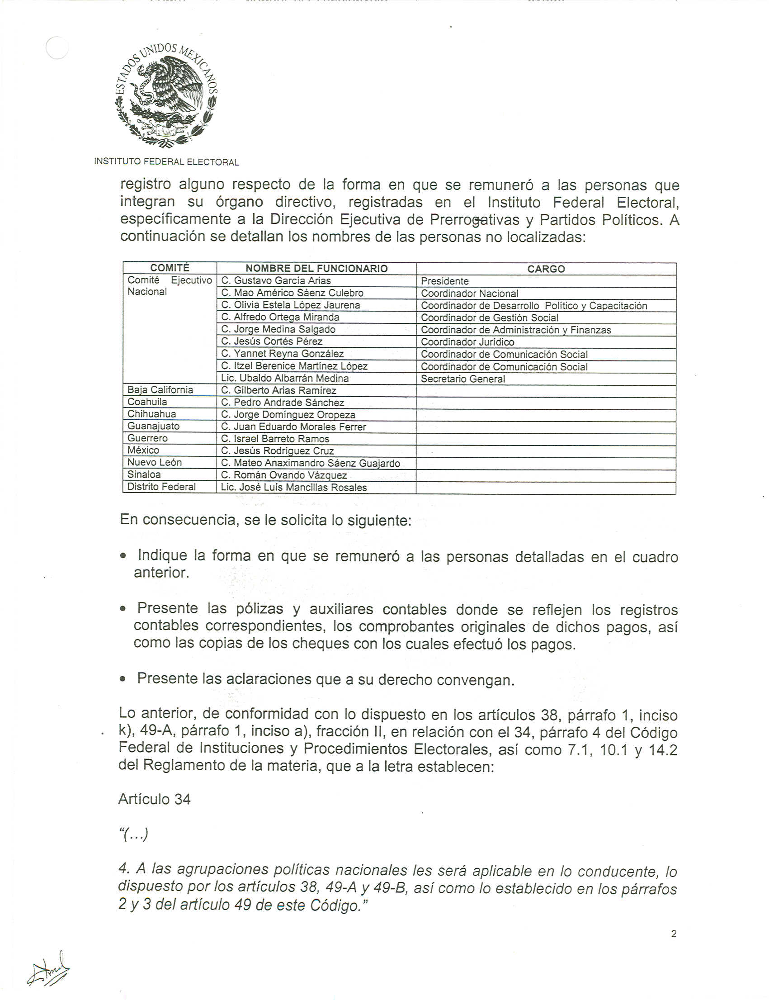 ESTADOS UNIDOS MEXICANOS
INSTITUTO FEDERAL ELECTORAL
registro alguno respecto de la forma en que se remuneró a las personas que
integran su órgano directivo, registradas en el Instituto Federal Electoral,
específicamente a la Dirección Ejecutiva de Prerrogativas y Partidos Políticos. A
continuación se detallan los nombres de las personas no localizadas:
COMITÉ NOMBRE DEL FUNCIONARIO CARGO
Comité Ejecutivo C. Gustavo García Arias Presidente
Nacional C. Mao Américo Sáenz Culebro Coordinador Nacional
C. Olivia Estela López Jaurena Coordinador de Desarrollo Político y Capacitación
C. Alfredo Ortega Miranda Coordinador de Gestión Social
C. Jorge Medina Salgado Coordinador de Administración y Finanzas
C. Jesús Cortés Pérez Coordinador Jurídico
C. Yannet Reyna González Coordinador de Comunicación Social
C. Itzel Berenice Martínez López Coordinador de Comunicación Social
Lic. Ubaldo Albarrán Medina Secretario General
Baja California C. Gilberto Arias Ramírez
Coahuila C. Pedro Andrade Sánchez
Chihuahua C. Jorge Domínguez Oropeza
Guanajuato C. Juan Eduardo Morales Ferrer
Guerrero C. Israel Barreto Ramos
México C. Jesús Rodríguez Cruz
Nuevo León C. Mateo Anaximandro Sáenz Guajardo
Sinaloa C. Román Ovando Vázquez
Distrito Federal Lic. José Luís Mancillas Rosales
En consecuencia, se le solicita lo siguiente:
• Indique la forma en que se remuneró a las personas detalladas en el cuadro
anterior.
• Presente las pólizas y auxiliares contables donde se reflejen los registros
contables correspondientes, los comprobantes originales de dichos pagos, así
como las copias de los cheques con los cuales efectuó los pagos.
• Presente las aclaraciones que a su derecho convengan.
Lo anterior, de conformidad con lo dispuesto en los artículos 38, párrafo 1, inciso
k), 49-A, párrafo 1, inciso a), fracción II, en relación con el 34, párrafo 4 del Código
Federal de Instituciones y Procedimientos Electorales, así como 7.1, 10.1 y 14.2
del Reglamento de la materia, que a la letra establecen:
Artículo 34
“(...)
4. A las agrupaciones políticas nacionales les será aplicable en lo conducente, lo
dispuesto por los artículos 38, 49-A y 49-B, así como lo establecido en los párrafos
2 y 3 del artículo 49 de este Código.”
2